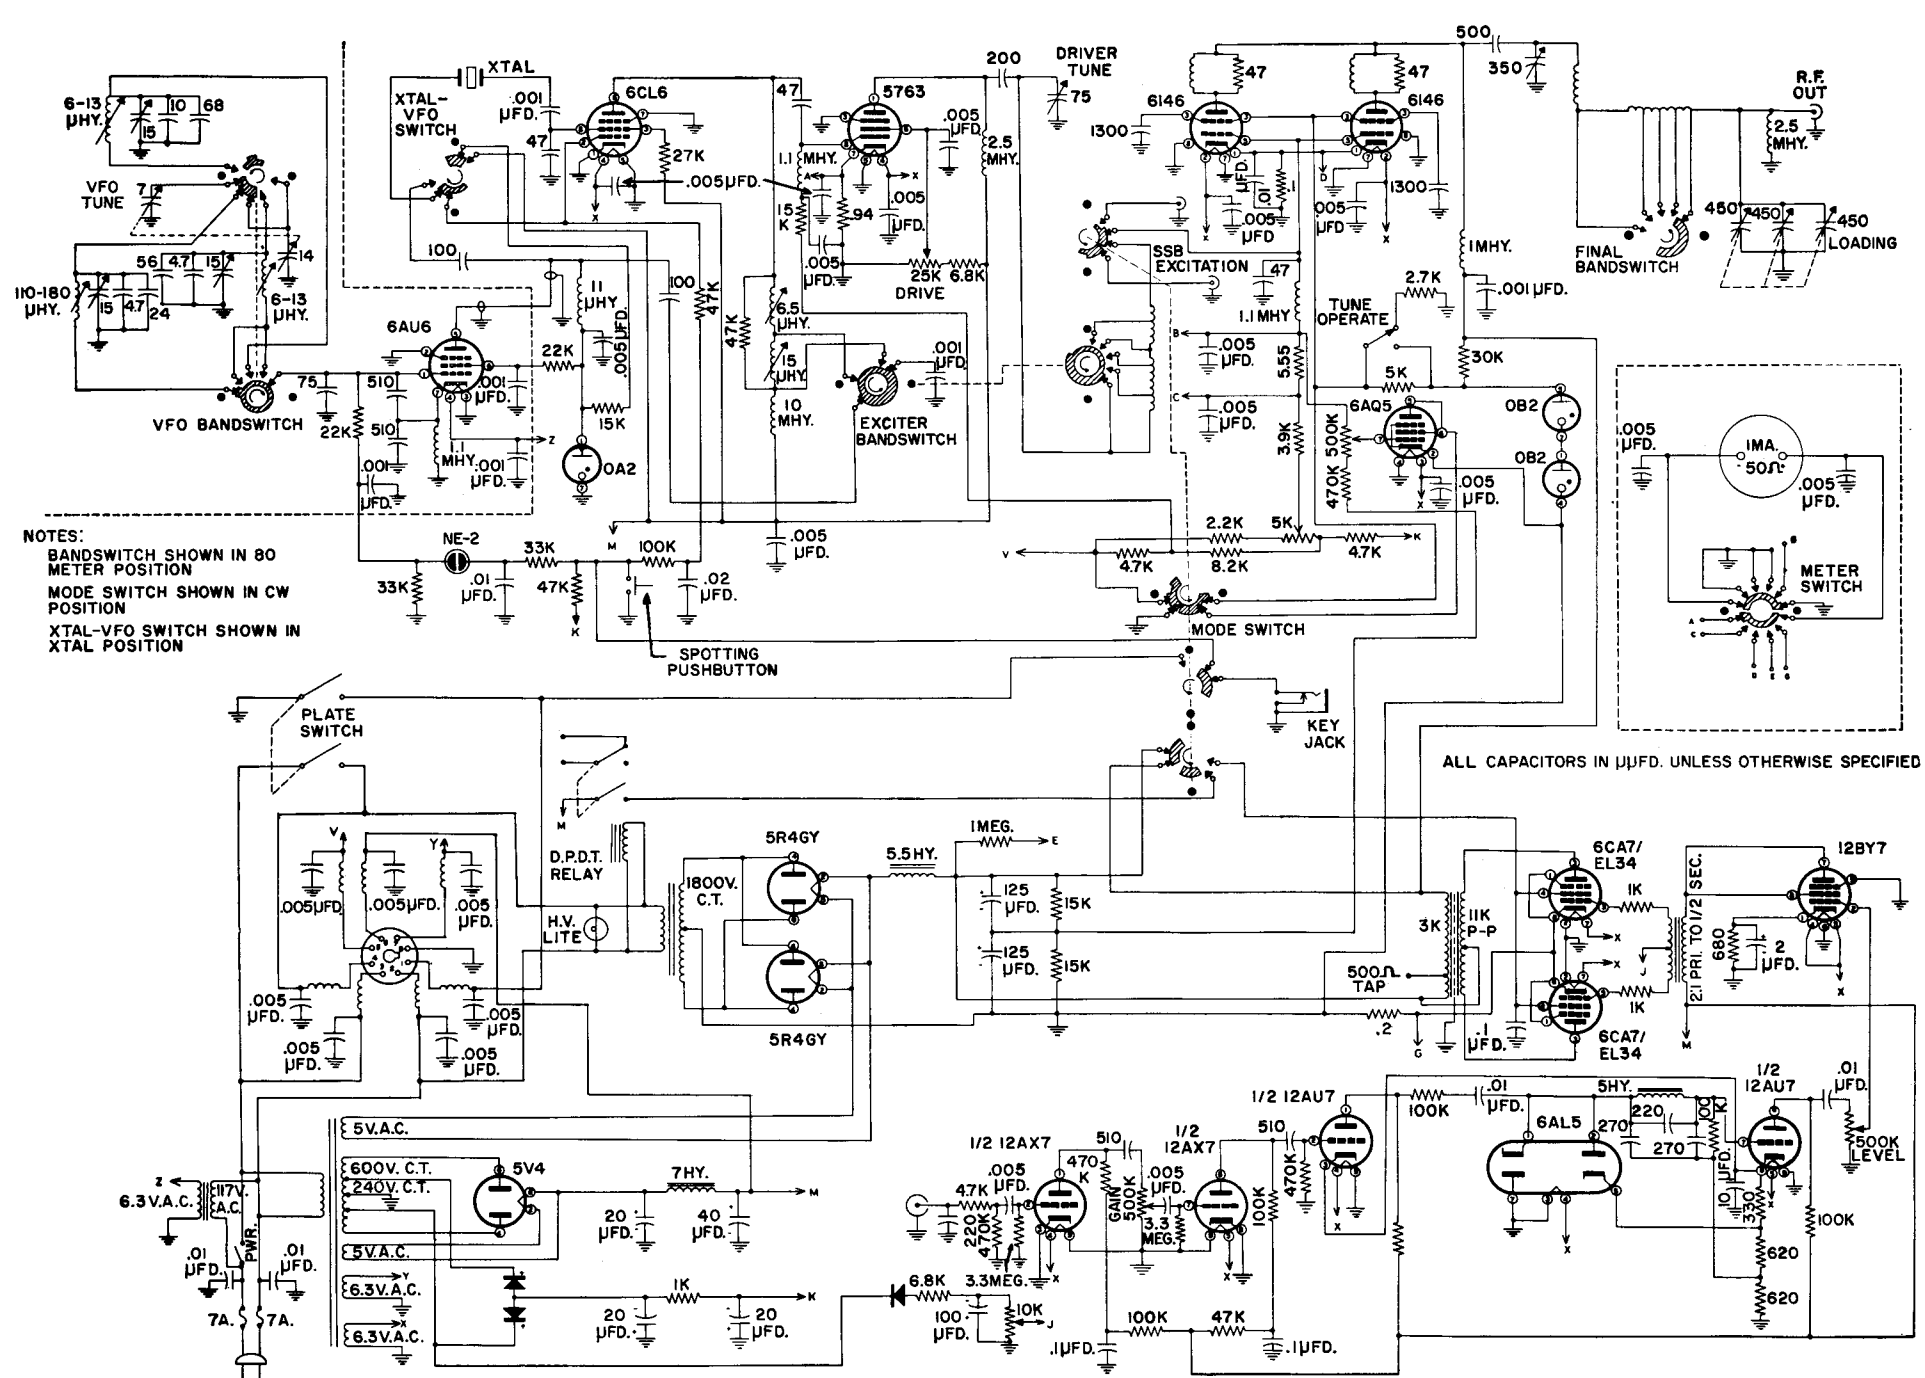 XTAL
XTAL-
VFO
SWITCH
.001
µFD.
47
6CL6
27K
.005µFD.
X
47
5763
1.1
MHY.
A
15
K
.94
.005
µFD.
.005
µFD.
.005
µFD.
X
25K
DRIVE
6.8K
2.5
MHY.
200
DRIVER
TUNE
75
6-13
µHY.
15
10
68
VFO
TUNE
7
14
56
4.7
15
6-13
µHY.
110-180
µHY.
15
4.7
24
VFO BANDSWITCH
75
22K
510
510
6AU6
1.1
MHY.
.001
µFD.
.001
µFD.
.001
µFD.
Z
22K
100
11
µHY
.005µFD.
15K
OA2
100
47K
47K
6.5
µHY.
15
µHY.
10
MHY.
EXCITER
BANDSWITCH
.001
µFD.
6146
47
1300
X
.005
µFD
µFD.
.01
.1
D
.005
µFD
6146
47
1300
X
SSB
EXCITATION
47
1.1MHY
B
.005
µFD.
5.55
C
.005
µFD.
3.9K
470K
500K
TUNE
OPERATE
2.7K
5K
6AQ5
X
.005
µFD.
1MHY.
.001µFD.
30K
OB2
OB2
500
350
R.F.
OUT
2.5
MHY.
FINAL
BANDSWITCH
450
450
450
LOADING
.005
µFD.
1MA.
50Ω
.005
µFD.
METER
SWITCH
A
C
NOTES:
BANDSWITCH SHOWN IN 80
METER POSITION
MODE SWITCH SHOWN IN CW
POSITION
XTAL-VFO SWITCH SHOWN IN
XTAL POSITION
NE-2
33K
.01
µFD.
33K
47K
K
M
100K
.02
µFD.
.005
µFD.
SPOTTING
PUSHBUTTON
V
4.7K
2.2K
8.2K
5K
4.7K
K
MODE SWITCH
KEY
JACK
PLATE
SWITCH
ALL CAPACITORS IN µµFD. UNLESS OTHERWISE SPECIFIED
M
D.P.D.T.
RELAY
H.V.
LITE
1800V.
C.T.
5R4GY
5R4GY
5.5HY.
1MEG.
E
125
µFD.
125
µFD.
15K
15K
V
Y
.005µFD.
.005µFD.
.005
µFD.
.005
µFD.
.005
µFD.
.005
µFD.
.005
µFD.
3K
11K
P-P
500Ω
TAP
.2
G
.1
µFD.
6CA7/
EL34
X
X
6CA7/
EL34
1K
1K
J
2.1 PRI. TO 1/2 SEC.
M
12BY7
680
2
µFD.
X
5V.A.C.
600V. C.T.
240V. C.T.
5V.A.C.
Y
6.3V.A.C.
X
6.3V.A.C.
Z
6.3V.A.C.
117V.
A.C.
PWR.
.01
µFD.
.01
µFD.
7A.
7A.
5V4
7HY.
M
20
µFD.
40
µFD.
1K
K
20
µFD.
20
µFD.
6.8K
100
µFD.
10K
J
4.7K
.005
µFD.
220
470K
3.3MEG.
1/2 12AX7
X
470
K
510
GAIN
500K
.005
µFD.
3.3
MEG.
1/2
12AX7
X
100K
510
470K
1/2 12AU7
X
100K
47K
.1µFD.
.1µFD.
100K
.01
µFD.
6AL5
X
5HY.
220
270
270
100
K
1/2
12AU7
X
10 µFD.
330
620
620
100K
.01
µFD.
500K
LEVEL